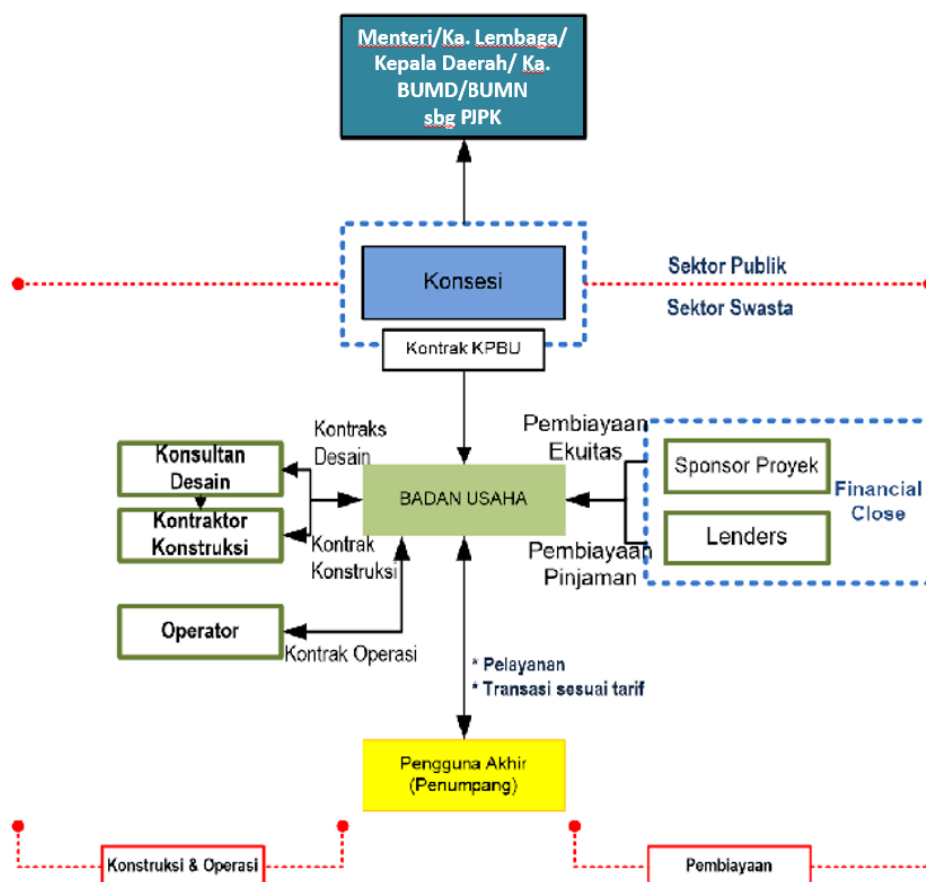 Menteri/Ka. Lembaga/
Kepala Daerah/ Ka.
BUMD/BUMN
sbg PJPK
Konsesi
Sektor Publik
Sektor Swasta
Kontrak KPBU
Kontraks
Desain
Konsultan
Desain
Kontraktor
Konstruksi
Kontrak
Konstruksi
BADAN USAHA
Pembiayaan
Ekuitas
Pembiayaan
Pinjaman
Sponsor Proyek
Lenders
Financial
Close
Operator
Kontrak Operasi
* Pelayanan
* Transasi sesuai tarif
Pengguna Akhir
(Penumpang)
Konstruksi & Operasi
Pembiayaan